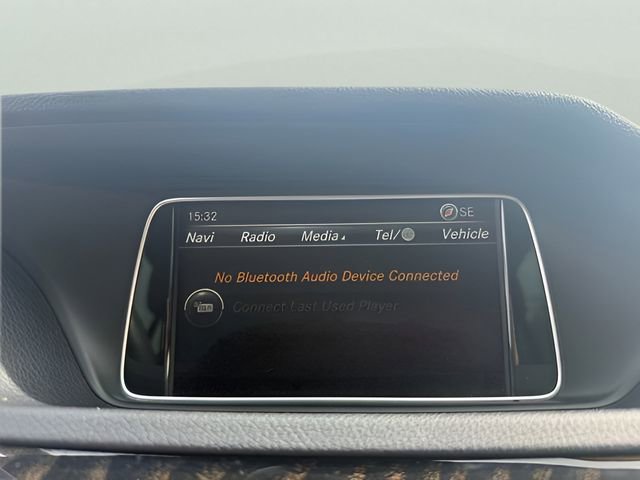 15:32 SE
Navi Radio Media Tel/ Vehicle
No Bluetooth Audio Device Connected
Connect Last Used Player